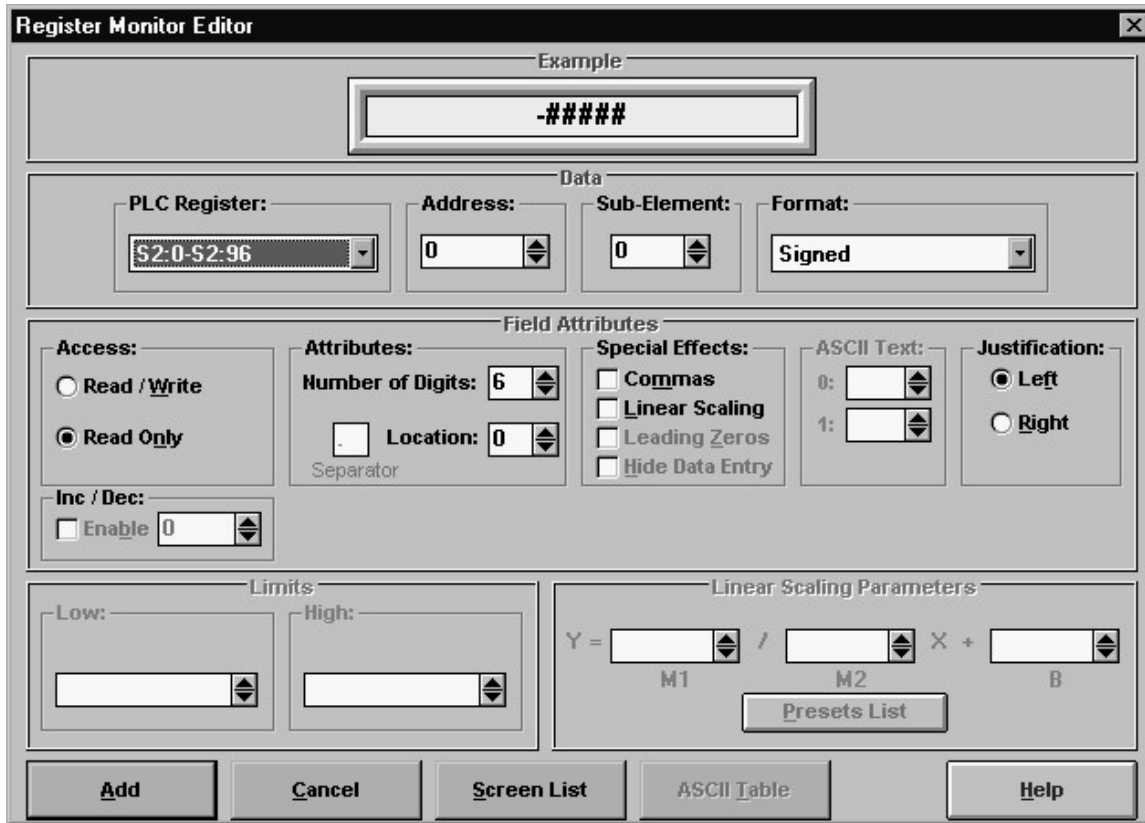 Register Monitor Editor
Example
-#####
Data
PLC Register:
S2:0-S2:96
Address:
0
Sub-Element:
0
Format:
Signed
Field Attributes
Access:
Read / Write
Read Only
Attributes:
Number of Digits: 6
. Location: 0
Separator
Special Effects:
Commas
Linear Scaling
Leading Zeros
Hide Data Entry
ASCII Text:
0:
1:
Justification:
Left
Right
Inc / Dec:
Enable 0
Limits
Low:
High:
Linear Scaling Parameters
Y = / X +
M1 M2 B
Presets List
Add
Cancel
Screen List
ASCII Table
Help